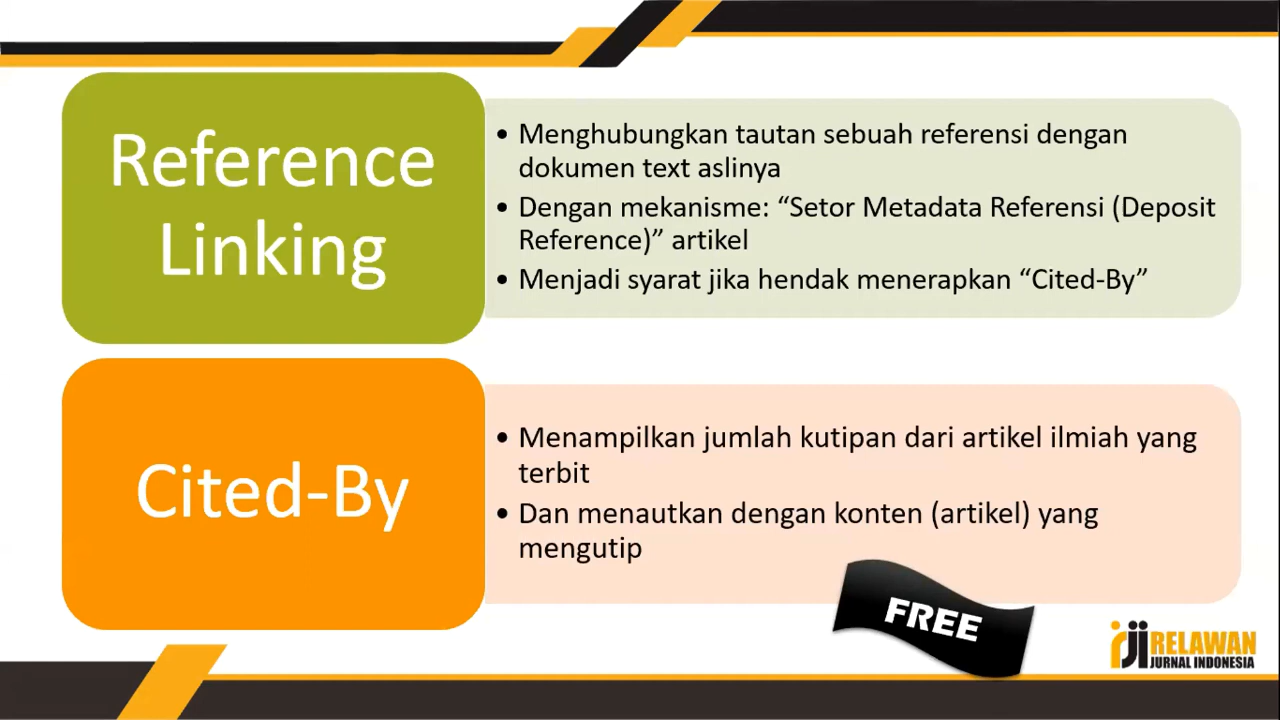 Reference
Linking
• Menghubungkan tautan sebuah referensi dengan
dokumen text aslinya
• Dengan mekanisme: “Setor Metadata Referensi (Deposit
Reference)” artikel
• Menjadi syarat jika hendak menerapkan “Cited-By”
Cited-By
• Menampilkan jumlah kutipan dari artikel ilmiah yang
terbit
• Dan menautkan dengan konten (artikel) yang
mengutip
FREE
rji RELAWAN
JURNAL INDONESIA